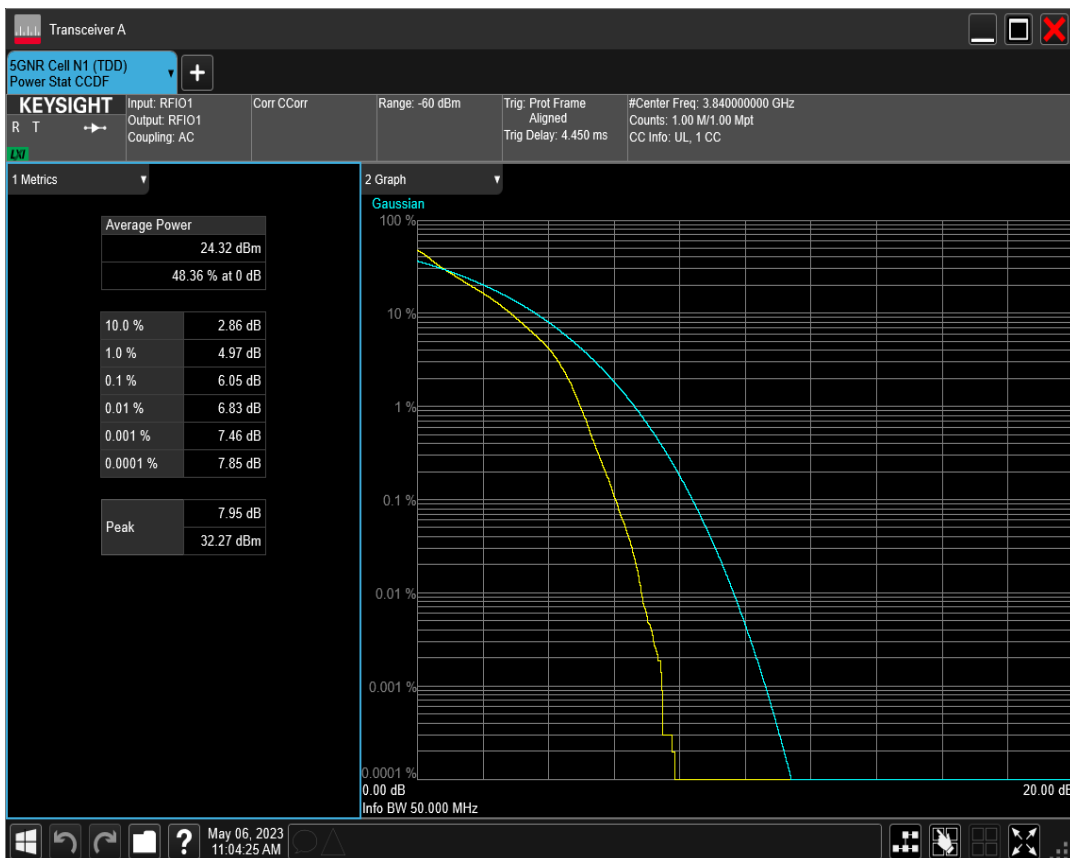 Transceiver A
5GNR Cell N1 (TDD)
Power Stat CCDF
+
KEYSIGHT
R T
LXI
Input: RFIO1
Output: RFIO1
Coupling: AC
Corr CCorr
Range: -60 dBm
Trig: Prot Frame
Aligned
Trig Delay: 4.450 ms
#Center Freq: 3.840000000 GHz
Counts: 1.00 M/1.00 Mpt
CC Info: UL, 1 CC
1 Metrics
Average Power
24.32 dBm
48.36 % at 0 dB
10.0 % 2.86 dB
1.0 % 4.97 dB
0.1 % 6.05 dB
0.01 % 6.83 dB
0.001 % 7.46 dB
0.0001 % 7.85 dB
Peak 7.95 dB
32.27 dBm
2 Graph
Gaussian
100 %
10 %
1 %
0.1 %
0.01 %
0.001 %
0.0001 %
0.00 dB 20.00 dB
Info BW 50.000 MHz
?
May 06, 2023
11:04:25 AM